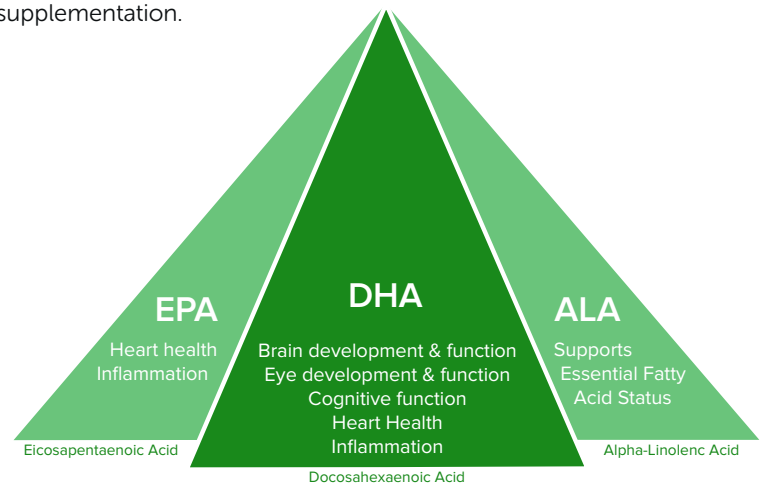 supplementation.
EPA
Heart health
Inflammation
Eicosapentaenoic Acid
DHA
Brain development & function
Eye development & function
Cognitive function
Heart Health
Inflammation
Docosahexaenoic Acid
ALA
Supports
Essential Fatty
Acid Status
Alpha-Linolenc Acid